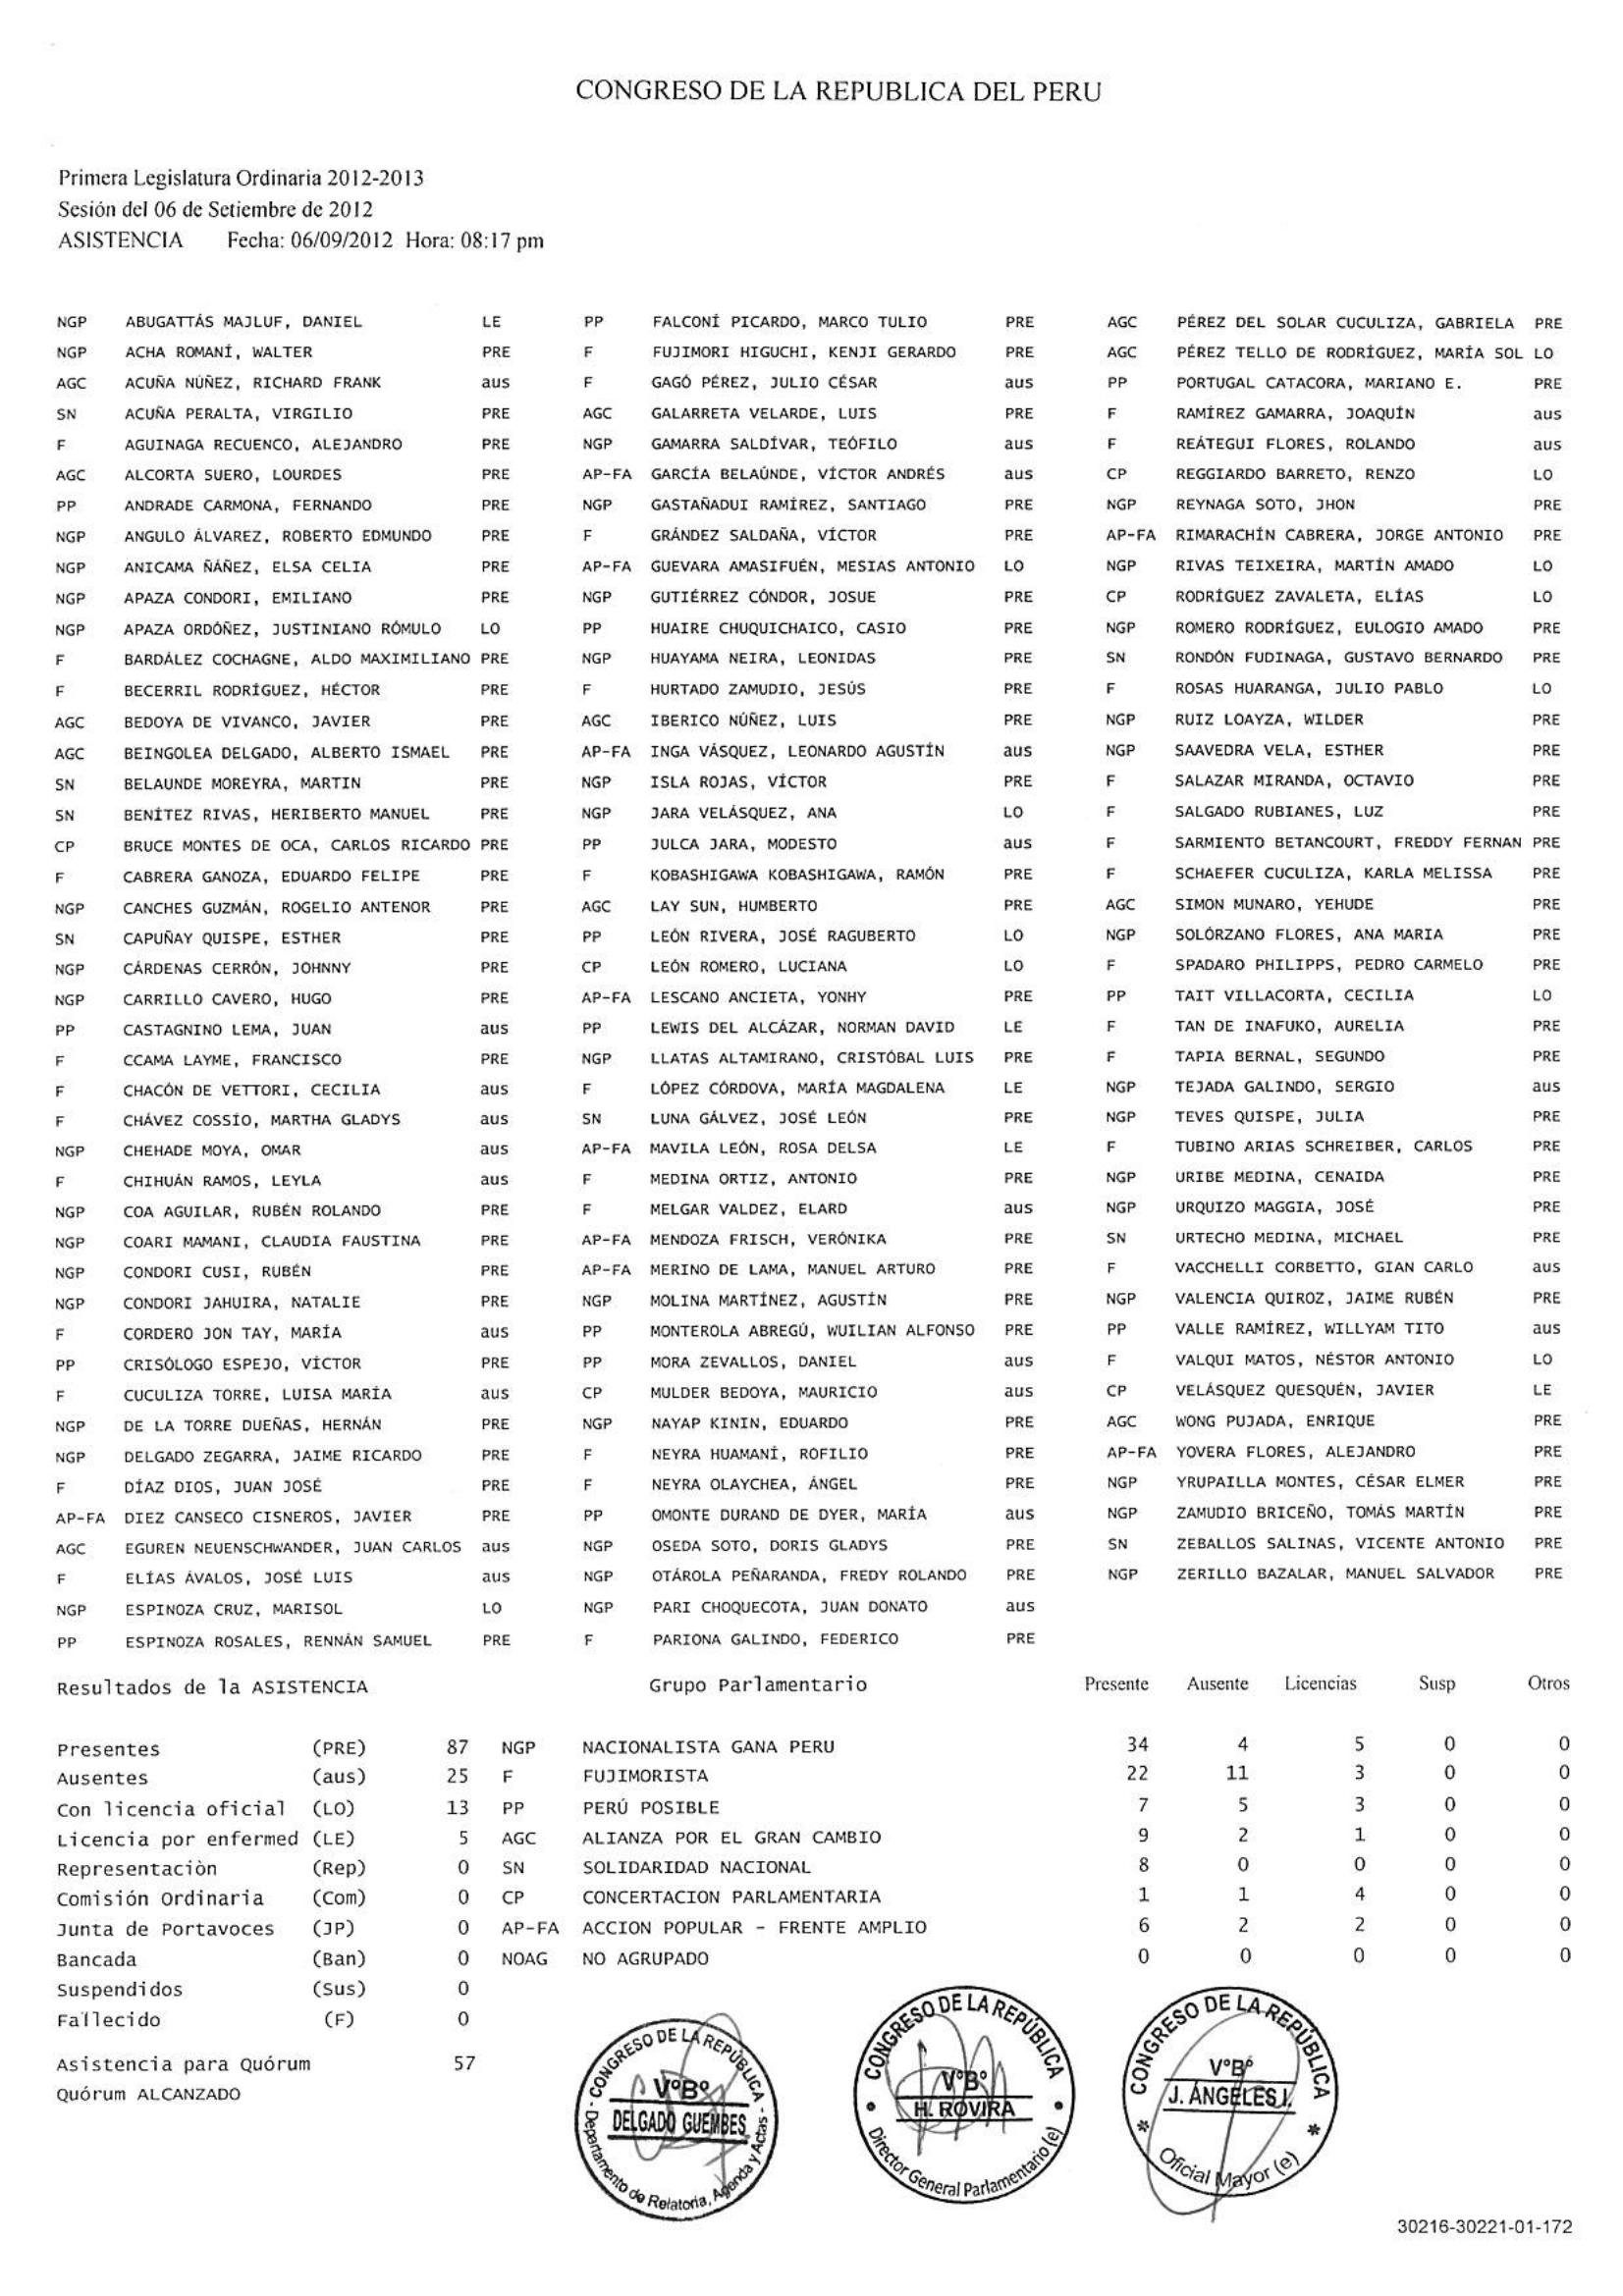 CONGRESO DE LA REPUBLICA DEL PERU
Primera Legislatura Ordinaria 2012-2013
Sesión del 06 de Setiembre de 2012
ASISTENCIA Fecha: 06/09/2012 Hora: 08:17 pm
NGP ABUGATTÁS MAJLUF, DANIEL LE
NGP ACHA ROMANÍ, WALTER PRE
AGC ACUÑA NÚÑEZ, RICHARD FRANK aus
SN ACUÑA PERALTA, VIRGILIO PRE
F AGUINAGA RECUENCO, ALEJANDRO PRE
AGC ALCORTA SUERO, LOURDES PRE
PP ANDRADE CARMONA, FERNANDO PRE
NGP ANGULO ÁLVAREZ, ROBERTO EDMUNDO PRE
NGP ANICAMA ÑÁÑEZ, ELSA CELIA PRE
NGP APAZA CONDORI, EMILIANO PRE
NGP APAZA ORDÓÑEZ, JUSTINIANO RÓMULO LO
F BARDÁLEZ COCHAGNE, ALDO MAXIMILIANO PRE
F BECERRIL RODRÍGUEZ, HÉCTOR PRE
AGC BEDOYA DE VIVANCO, JAVIER PRE
AGC BEINGOLEA DELGADO, ALBERTO ISMAEL PRE
SN BELAUNDE MOREYRA, MARTIN PRE
SN BENÍTEZ RIVAS, HERIBERTO MANUEL PRE
CP BRUCE MONTES DE OCA, CARLOS RICARDO PRE
F CABRERA GANOZA, EDUARDO FELIPE PRE
NGP CANCHES GUZMÁN, ROGELIO ANTENOR PRE
SN CAPUÑAY QUISPE, ESTHER PRE
NGP CÁRDENAS CERRÓN, JOHNNY PRE
NGP CARRILLO CAVERO, HUGO PRE
PP CASTAGNINO LEMA, JUAN aus
F CCAMA LAYME, FRANCISCO PRE
F CHACÓN DE VETTORI, CECILIA aus
F CHÁVEZ COSSÍO, MARTHA GLADYS aus
NGP CHEHADE MOYA, OMAR aus
F CHIHUÁN RAMOS, LEYLA aus
NGP COA AGUILAR, RUBÉN ROLANDO PRE
NGP COARI MAMANI, CLAUDIA FAUSTINA PRE
NGP CONDORI CUSI, RUBÉN PRE
NGP CONDORI JAHUIRA, NATALIE PRE
F CORDERO JON TAY, MARÍA aus
PP CRISÓLOGO ESPEJO, VÍCTOR PRE
F CUCULIZA TORRE, LUISA MARÍA aus
NGP DE LA TORRE DUEÑAS, HERNÁN PRE
NGP DELGADO ZEGARRA, JAIME RICARDO PRE
F DÍAZ DIOS, JUAN JOSÉ PRE
AP-FA DIEZ CANSECO CISNEROS, JAVIER PRE
AGC EGUREN NEUENSCHWANDER, JUAN CARLOS aus
F ELÍAS ÁVALOS, JOSÉ LUIS aus
NGP ESPINOZA CRUZ, MARISOL LO
PP ESPINOZA ROSALES, RENNÁN SAMUEL PRE
PP FALCONÍ PICARDO, MARCO TULIO PRE
F FUJIMORI HIGUCHI, KENJI GERARDO PRE
F GAGÓ PÉREZ, JULIO CÉSAR aus
AGC GALARRETA VELARDE, LUIS PRE
NGP GAMARRA SALDÍVAR, TEÓFILO aus
AP-FA GARCÍA BELAÚNDE, VÍCTOR ANDRÉS aus
NGP GASTAÑADUI RAMÍREZ, SANTIAGO PRE
F GRÁNDEZ SALDAÑA, VÍCTOR PRE
AP-FA GUEVARA AMASIFUÉN, MESIAS ANTONIO LO
NGP GUTIÉRREZ CÓNDOR, JOSUE PRE
PP HUAIRE CHUQUICHAICO, CASIO PRE
NGP HUAYAMA NEIRA, LEONIDAS PRE
F HURTADO ZAMUDIO, JESÚS PRE
AGC IBERICO NÚÑEZ, LUIS PRE
AP-FA INGA VÁSQUEZ, LEONARDO AGUSTÍN aus
NGP ISLA ROJAS, VÍCTOR PRE
NGP JARA VELÁSQUEZ, ANA LO
PP JULCA JARA, MODESTO aus
F KOBASHIGAWA KOBASHIGAWA, RAMÓN PRE
AGC LAY SUN, HUMBERTO PRE
PP LEÓN RIVERA, JOSÉ RAGUBERTO LO
CP LEÓN ROMERO, LUCIANA LO
AP-FA LESCANO ANCIETA, YONHY PRE
PP LEWIS DEL ALCÁZAR, NORMAN DAVID LE
NGP LLATAS ALTAMIRANO, CRISTÓBAL LUIS PRE
F LÓPEZ CÓRDOVA, MARÍA MAGDALENA LE
SN LUNA GÁLVEZ, JOSÉ LEÓN PRE
AP-FA MAVILA LEÓN, ROSA DELSA LE
F MEDINA ORTIZ, ANTONIO PRE
F MELGAR VALDEZ, ELARD aus
AP-FA MENDOZA FRISCH, VERÓNIKA PRE
AP-FA MERINO DE LAMA, MANUEL ARTURO PRE
NGP MOLINA MARTÍNEZ, AGUSTÍN PRE
PP MONTEROLA ABREGÚ, WUILIAN ALFONSO PRE
PP MORA ZEVALLOS, DANIEL aus
CP MULDER BEDOYA, MAURICIO aus
NGP NAYAP KININ, EDUARDO PRE
F NEYRA HUAMANÍ, ROFILIO PRE
F NEYRA OLAYCHEA, ÁNGEL PRE
PP OMONTE DURAND DE DYER, MARÍA aus
NGP OSEDA SOTO, DORIS GLADYS PRE
NGP OTÁROLA PEÑARANDA, FREDY ROLANDO PRE
NGP PARI CHOQUECOTA, JUAN DONATO aus
F PARIONA GALINDO, FEDERICO PRE
AGC PÉREZ DEL SOLAR CUCULIZA, GABRIELA PRE
AGC PÉREZ TELLO DE RODRÍGUEZ, MARÍA SOL LO
PP PORTUGAL CATACORA, MARIANO E. PRE
F RAMÍREZ GAMARRA, JOAQUÍN aus
F REÁTEGUI FLORES, ROLANDO aus
CP REGGIARDO BARRETO, RENZO LO
NGP REYNAGA SOTO, JHON PRE
AP-FA RIMARACHÍN CABRERA, JORGE ANTONIO PRE
NGP RIVAS TEIXEIRA, MARTÍN AMADO LO
CP RODRÍGUEZ ZAVALETA, ELÍAS LO
NGP ROMERO RODRÍGUEZ, EULOGIO AMADO PRE
SN RONDÓN FUDINAGA, GUSTAVO BERNARDO PRE
F ROSAS HUARANGA, JULIO PABLO LO
NGP RUIZ LOAYZA, WILDER PRE
NGP SAAVEDRA VELA, ESTHER PRE
F SALAZAR MIRANDA, OCTAVIO PRE
F SALGADO RUBIANES, LUZ PRE
F SARMIENTO BETANCOURT, FREDDY FERNAN PRE
F SCHAEFER CUCULIZA, KARLA MELISSA PRE
AGC SIMON MUNARO, YEHUDE PRE
NGP SOLÓRZANO FLORES, ANA MARIA PRE
F SPADARO PHILIPPS, PEDRO CARMELO PRE
PP TAIT VILLACORTA, CECILIA LO
F TAN DE INAFUKO, AURELIA PRE
F TAPIA BERNAL, SEGUNDO PRE
NGP TEJADA GALINDO, SERGIO aus
NGP TEVES QUISPE, JULIA PRE
F TUBINO ARIAS SCHREIBER, CARLOS PRE
NGP URIBE MEDINA, CENAIDA PRE
NGP URQUIZO MAGGIA, JOSÉ PRE
SN URTECHO MEDINA, MICHAEL PRE
F VACCHELLI CORBETTO, GIAN CARLO aus
NGP VALENCIA QUIROZ, JAIME RUBÉN PRE
PP VALLE RAMÍREZ, WILLYAM TITO aus
F VALQUI MATOS, NÉSTOR ANTONIO LO
CP VELÁSQUEZ QUESQUÉN, JAVIER LE
AGC WONG PUJADA, ENRIQUE PRE
AP-FA YOVERA FLORES, ALEJANDRO PRE
NGP YRUPAILLA MONTES, CÉSAR ELMER PRE
NGP ZAMUDIO BRICEÑO, TOMÁS MARTÍN PRE
SN ZEBALLOS SALINAS, VICENTE ANTONIO PRE
NGP ZERILLO BAZALAR, MANUEL SALVADOR PRE
Resultados de la ASISTENCIA
Presentes (PRE) 87
Ausentes (aus) 25
Con licencia oficial (LO) 13
Licencia por enfermed (LE) 5
Representaciòn (Rep) 0
Comisión Ordinaria (Com) 0
Junta de Portavoces (JP) 0
Bancada (Ban) 0
Suspendidos (Sus) 0
Fallecido (F) 0
Asistencia para Quórum 57
Quórum ALCANZADO
Grupo Parlamentario Presente Ausente Licencias Susp Otros
NGP NACIONALISTA GANA PERU 34 4 5 0 0
F FUJIMORISTA 22 11 3 0 0
PP PERÚ POSIBLE 7 5 3 0 0
AGC ALIANZA POR EL GRAN CAMBIO 9 2 1 0 0
SN SOLIDARIDAD NACIONAL 8 0 0 0 0
CP CONCERTACION PARLAMENTARIA 1 1 4 0 0
AP-FA ACCION POPULAR - FRENTE AMPLIO 6 2 2 0 0
NOAG NO AGRUPADO 0 0 0 0 0
CONGRESO DE LA REPÚBLICA
V°B°
DELGADO GUEMBES
Departamento de Relatoría, Agenda y Actas
CONGRESO DE LA REPÚBLICA
V°B°
H. ROVIRA
Director General Parlamentario (e)
CONGRESO DE LA REPÚBLICA
V°B°
J. ÁNGELES I.
Oficial Mayor (e)
30216-30221-01-172